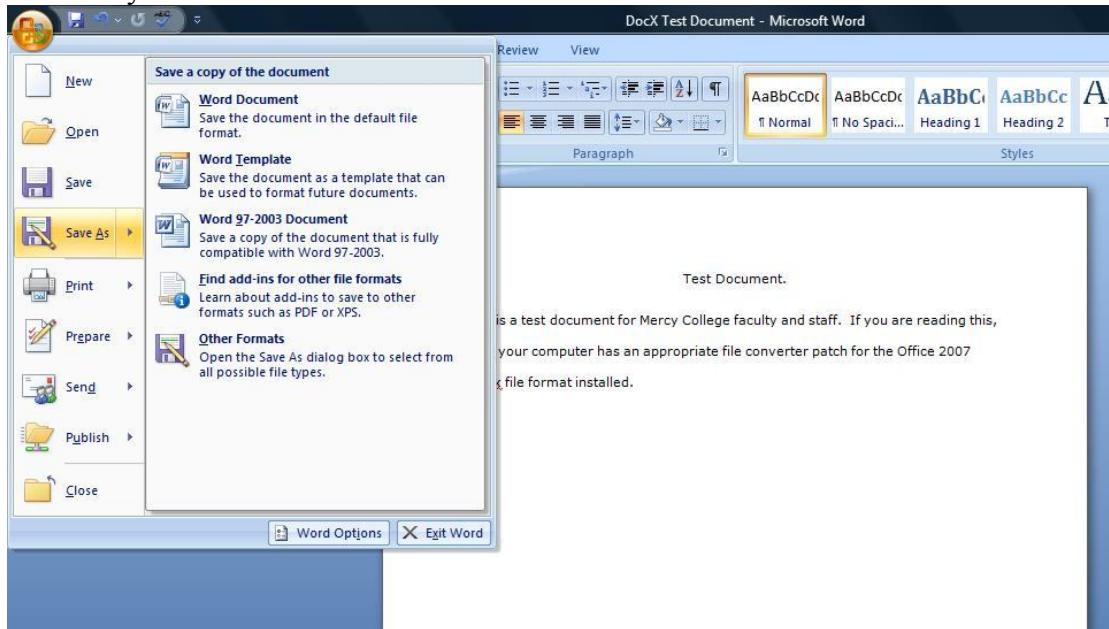 DocX Test Document - Microsoft Word
Review View
New
Open
Save
Save As
Print
Prepare
Send
Publish
Close
Save a copy of the document
Word Document
Save the document in the default file
format.
Word Template
Save the document as a template that can
be used to format future documents.
Word 97-2003 Document
Save a copy of the document that is fully
compatible with Word 97-2003.
Find add-ins for other file formats
Learn about add-ins to save to other
formats such as PDF or XPS.
Other Formats
Open the Save As dialog box to select from
all possible file types.
Word Options Exit Word
AaBbCcDc AaBbCcDc AaBbC AaBbCc
¶ Normal ¶ No Spaci... Heading 1 Heading 2
Paragraph
Styles
Test Document.
is a test document for Mercy College faculty and staff. If you are reading this,
your computer has an appropriate file converter patch for the Office 2007
file format installed.